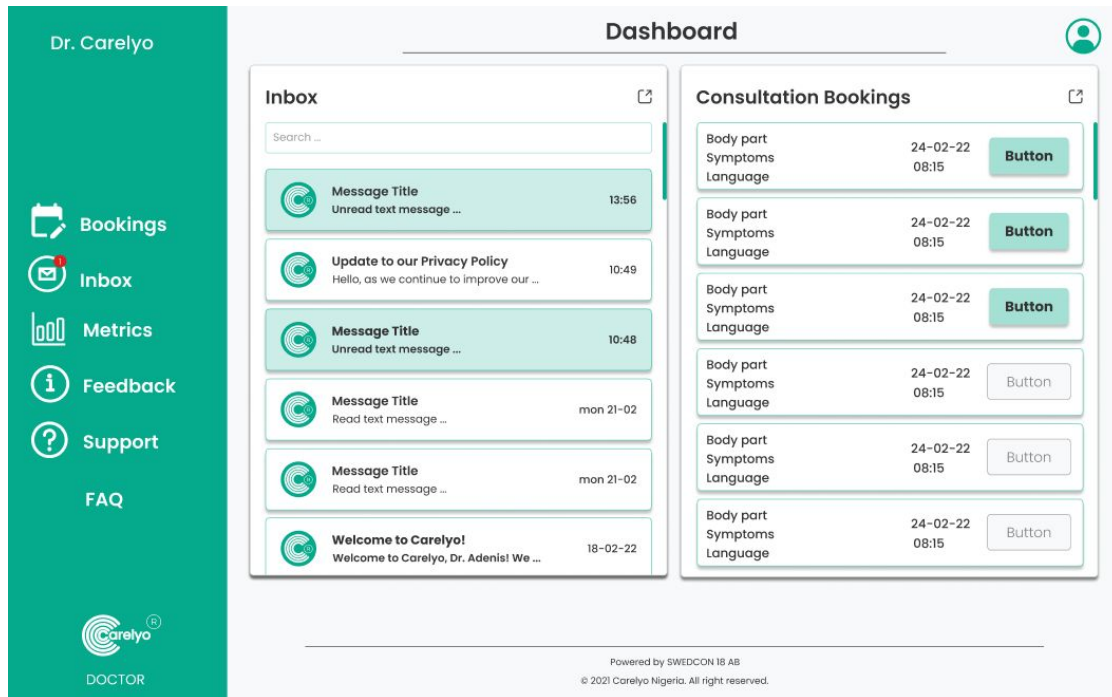 Dr. Carelyo
Bookings
1
Inbox
Metrics
i Feedback
? Support
FAQ
Carelyo R
DOCTOR
Dashboard
Inbox
Search ...
Message Title
Unread text message ...
13:56
Update to our Privacy Policy
Hello, as we continue to improve our ...
10:49
Message Title
Unread text message ...
10:48
Message Title
Read text message ...
mon 21-02
Message Title
Read text message ...
mon 21-02
Welcome to Carelyo!
Welcome to Carelyo, Dr. Adenis! We ...
18-02-22
Consultation Bookings
Body part
Symptoms
Language
24-02-22
08:15
Button
Body part
Symptoms
Language
24-02-22
08:15
Button
Body part
Symptoms
Language
24-02-22
08:15
Button
Body part
Symptoms
Language
24-02-22
08:15
Button
Body part
Symptoms
Language
24-02-22
08:15
Button
Body part
Symptoms
Language
24-02-22
08:15
Button
Powered by SWEDCON 18 AB
© 2021 Carelyo Nigeria. All right reserved.